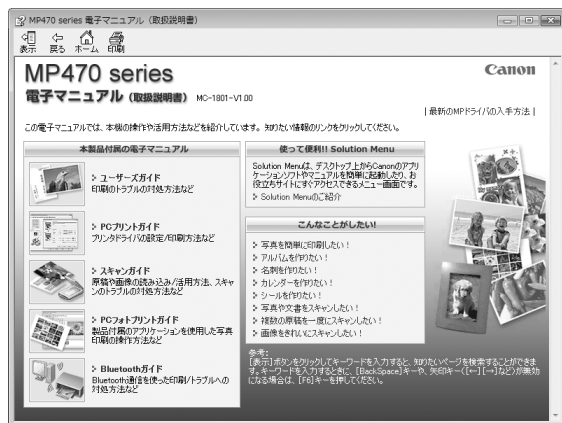 MP470 series 電子マニュアル（取扱説明書）
表示 戻る ホーム 印刷
MP470 series
Canon
電子マニュアル（取扱説明書） MC-1801-V1.00
| 最新のMPドライバの入手方法 |
この電子マニュアルでは、本機の操作や活用方法などを紹介しています。知りたい情報のリンクをクリックしてください。
本製品付属の電子マニュアル
ユーザーズガイド
印刷のトラブルの対処方法など
PCプリントガイド
プリンタドライバの設定/印刷方法など
スキャンガイド
原稿や画像の読み込み/活用方法、スキャ
ンのトラブルの対処方法など
PCフォトプリントガイド
製品付属のアプリケーションを使用した写真
印刷の操作方法など
Bluetoothガイド
Bluetooth通信を使った印刷/トラブルへの
対処方法など
使って便利!! Solution Menu
Solution Menuは、デスクトップ上からCanonのアプリ
ケーションソフトやマニュアルを簡単に起動したり、お
役立ちサイトにすぐアクセスできるメニュー画面です。
Solution Menuのご紹介
こんなことがしたい!
写真を簡単に印刷したい！
アルバムを作りたい！
名刺を作りたい！
カレンダーを作りたい！
シールを作りたい！
写真や文書をスキャンしたい！
複数の原稿を一度にスキャンしたい！
画像をきれいにスキャンしたい！
参考:
[表示]ボタンをクリックしてキーワードを入力すると、知りたいページを検索することができま
す。キーワードを入力するときに、[BackSpace]キーや、矢印キー([←][→]など)が無効
になる場合は、[F6]キーを押してください。